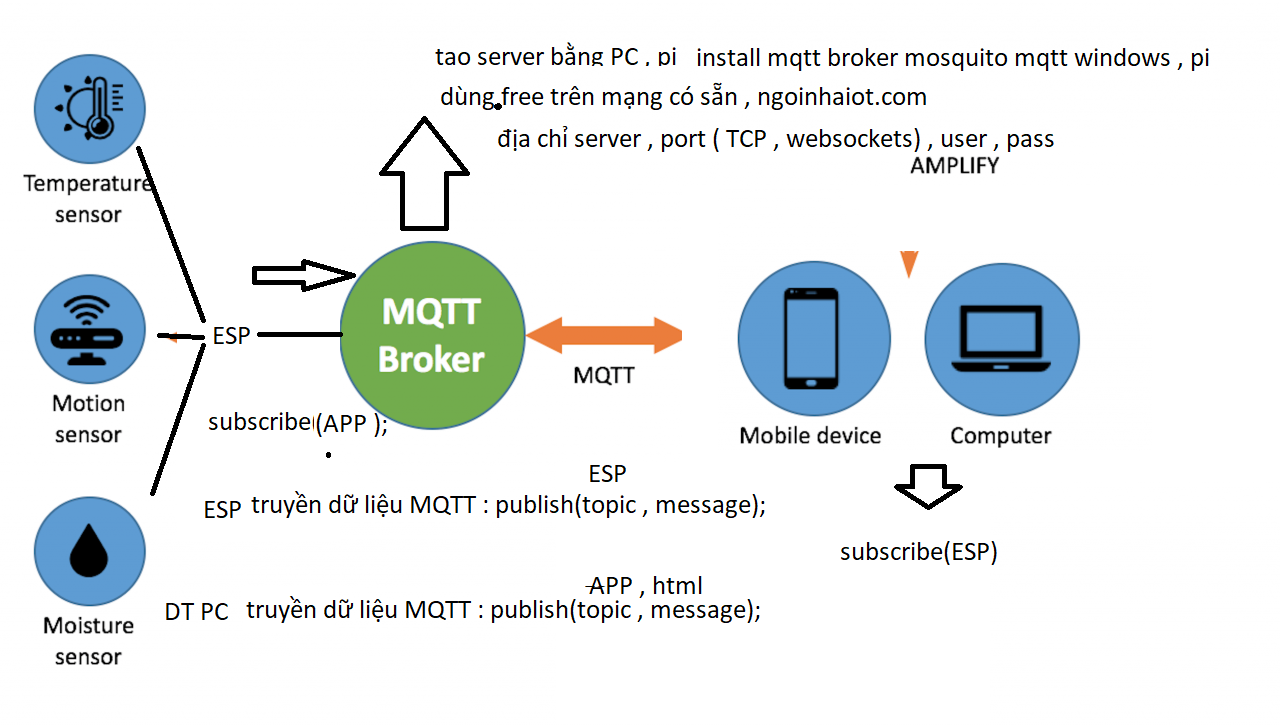 tao server bằng PC , pi install mqtt broker mosquito mqtt windows , pi
dùng free trên mạng có sẵn , ngoinhaiot.com
địa chỉ server , port ( TCP , websockets) , user , pass
AMPLIFY
Temperature
sensor
MQTT
Broker
ESP
MQTT
Motion
sensor
subscribe(APP );
Mobile device
Computer
ESP
ESP truyền dữ liệu MQTT : publish(topic , message);
subscribe(ESP)
APP , html
DT PC truyền dữ liệu MQTT : publish(topic , message);
Moisture
sensor